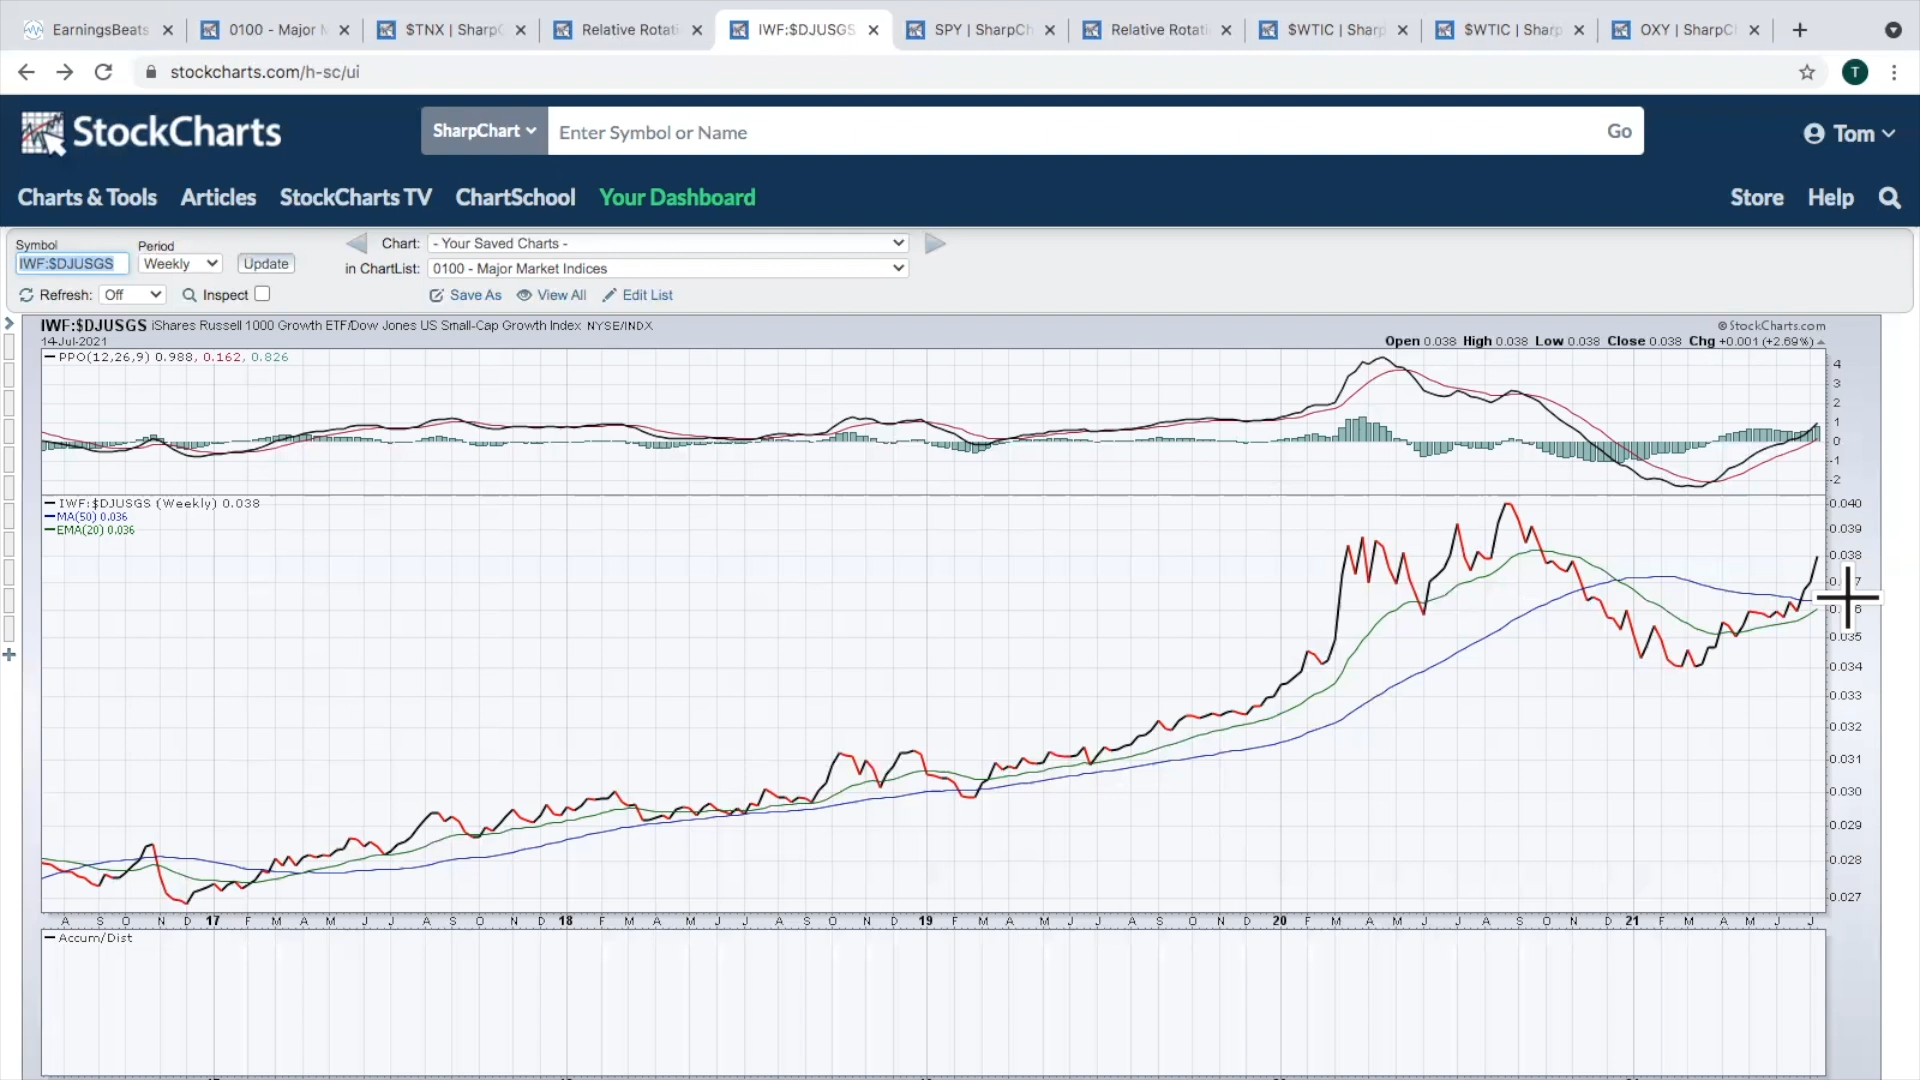 EarningsBeats
0100 - Major M
$TNX | SharpC
Relative Rotati
IWF:$DJUSGS
SPY | SharpCh
Relative Rotati
$WTIC | Sharp
$WTIC | Sharp
OXY | SharpCh
stockcharts.com/h-sc/ui
T
StockCharts
SharpChart
Enter Symbol or Name
Go
Tom
Charts & Tools Articles StockCharts TV ChartSchool Your Dashboard
Store Help
Symbol
Period
Chart: - Your Saved Charts -
IWF:$DJUSGS Weekly Update
in ChartList: 0100 - Major Market Indices
Refresh: Off Inspect
Save As View All Edit List
IWF:$DJUSGS iShares Russell 1000 Growth ETF/Dow Jones US Small-Cap Growth Index NYSE/INDX
© StockCharts.com
14-Jul-2021
Open 0.038 High 0.038 Low 0.038 Close 0.038 Chg +0.001 (+2.69%)
PPO(12,26,9) 0.988, 0.162, 0.826
4
3
2
1
0
-1
-2
IWF:$DJUSGS (Weekly) 0.038
MA(50) 0.036
EMA(20) 0.036
0.040
0.039
0.038
0.035
0.034
0.033
0.032
0.031
0.030
0.029
0.028
0.027
A S O N D 17 F M A M J J A S O N D 18 F M A M J J A S O N D 19 F M A M J J A S O N D 20 F M A M J J A S O N D 21 F M A M J J
Accum/Dist